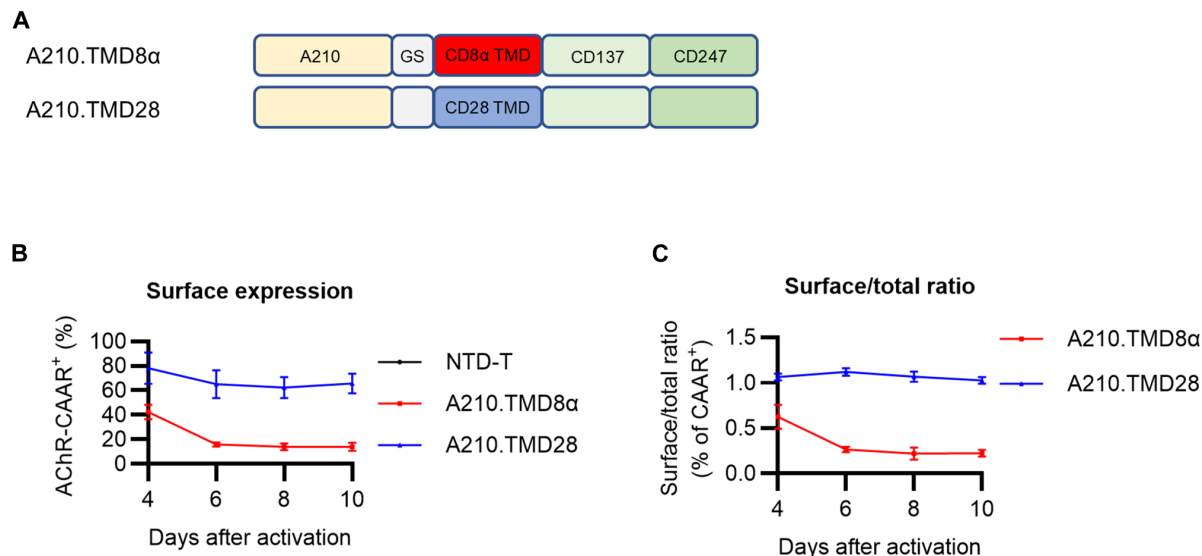 A
A210.TMD8α
A210 GS CD8α TMD CD137 CD247
A210.TMD28
CD28 TMD
B
Surface expression
AChR-CAAR+ (%)
100
80
60
40
20
0
4 6 8 10
Days after activation
NTD-T
A210.TMD8α
A210.TMD28
C
Surface/total ratio
Surface/total ratio
(% of CAAR+)
1.5
1.0
0.5
0.0
4 6 8 10
Days after activation
A210.TMD8α
A210.TMD28